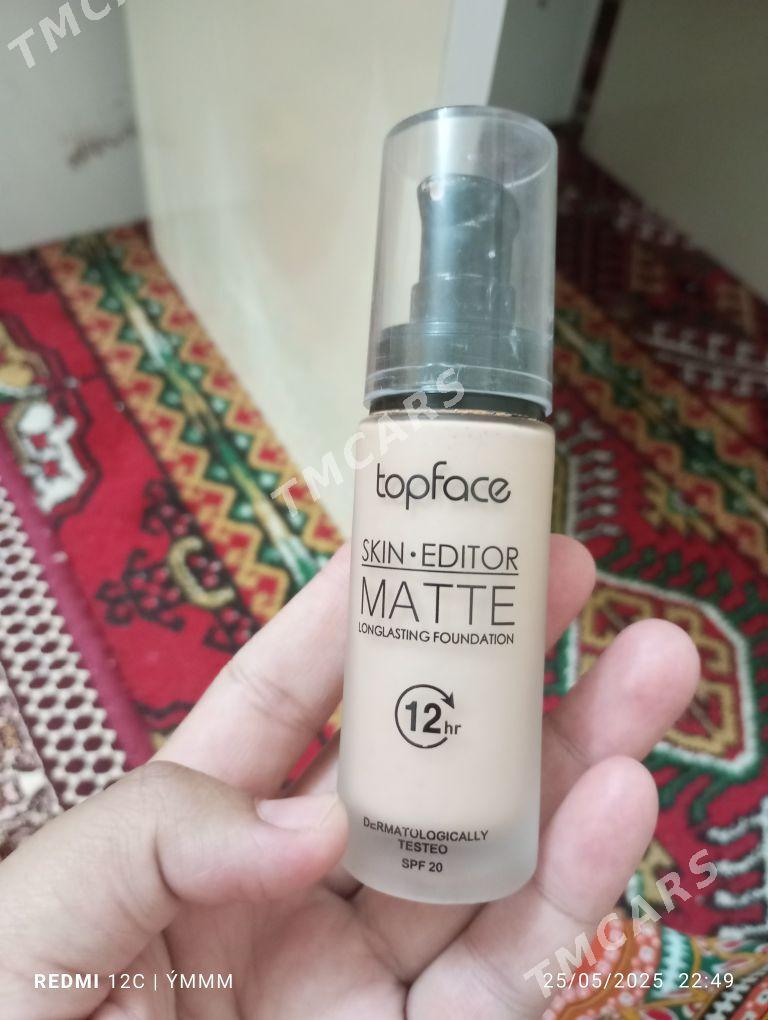 TMCARS
topface
SKIN•EDITOR
MATTE
LONGLASTING FOUNDATION
TMCARS
12hr
DERMATOLOGICALLY
TESTEO
SPF 20
TMCARS
REDMI 12C | ÝMMM
25/05/2025 22:49